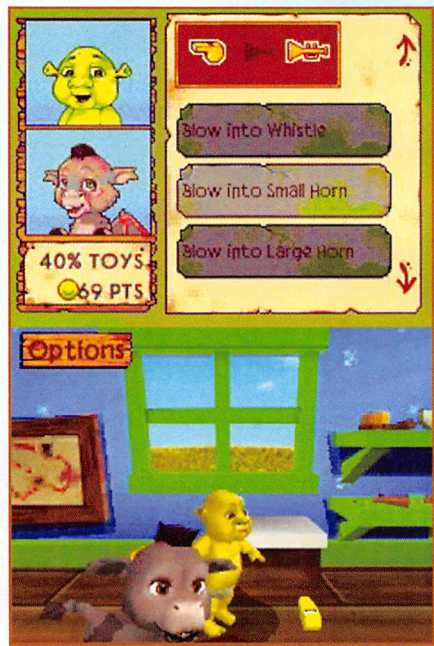 Blow into Whistle
Blow into Small Horn
Blow into Large Horn
40% TOYS
69 PTS
Options